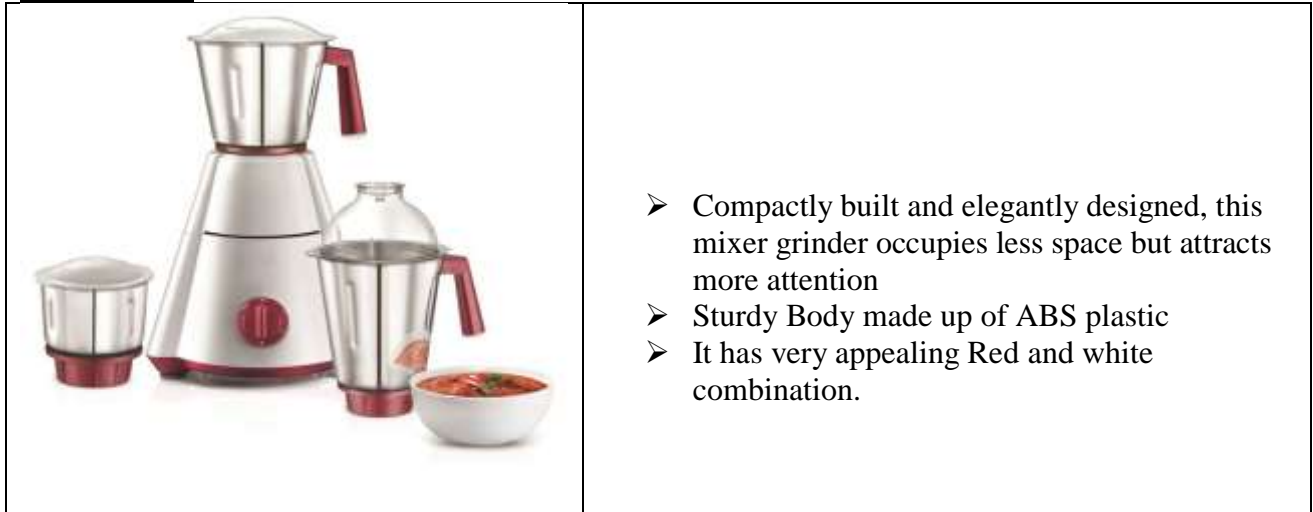 ➢ Compactly built and elegantly designed, this
mixer grinder occupies less space but attracts
more attention
➢ Sturdy Body made up of ABS plastic
➢ It has very appealing Red and white
combination.